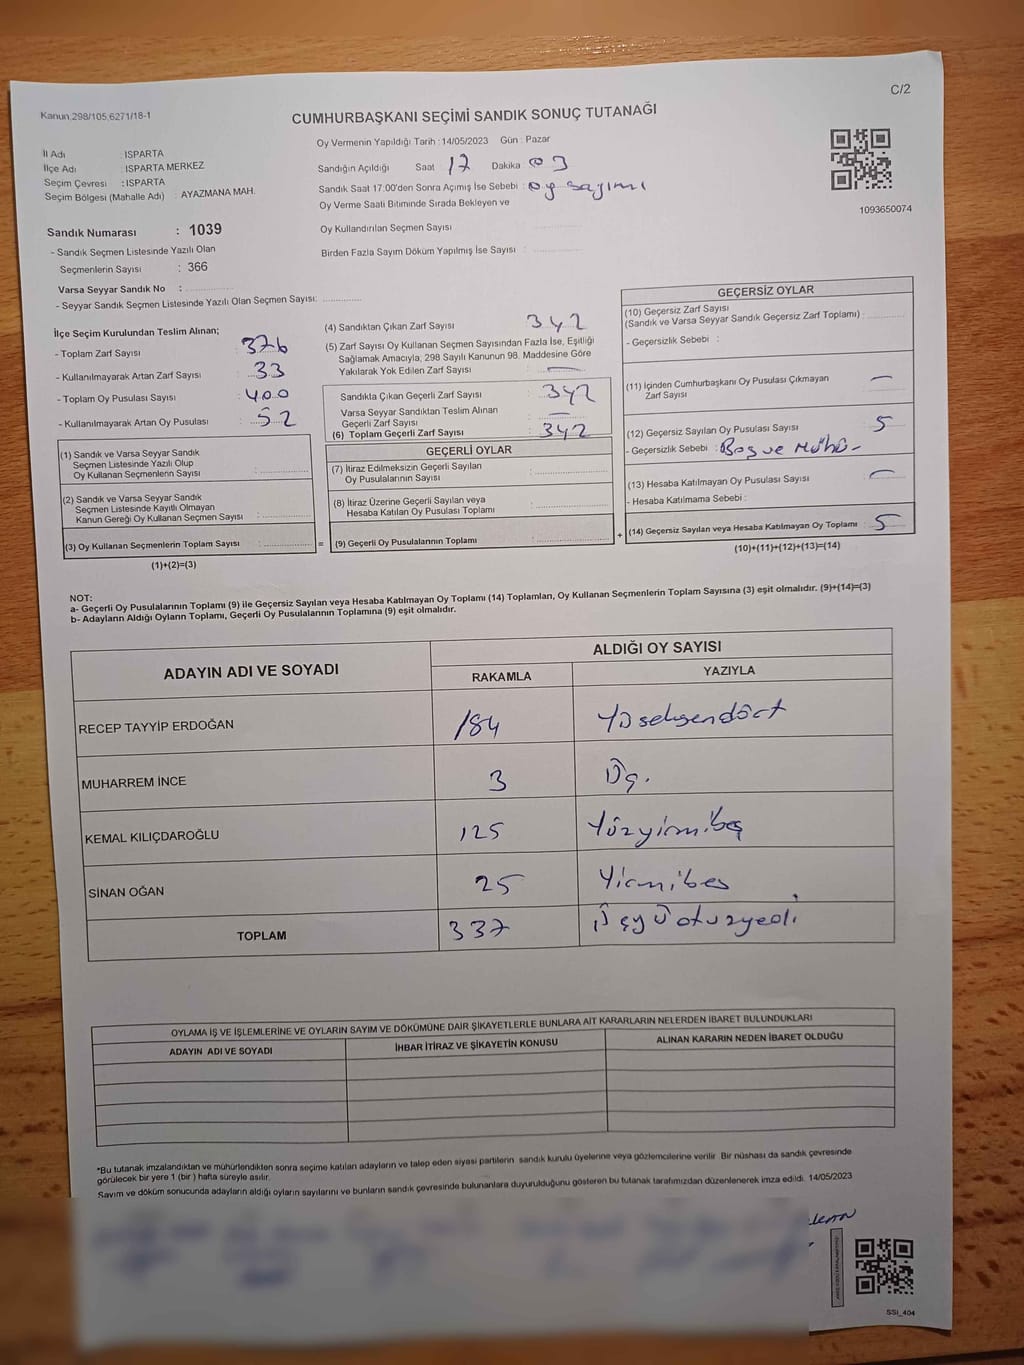 C/2
Kanun:298/105,6271/18-1
CUMHURBAŞKANI SEÇİMİ SANDIK SONUÇ TUTANAĞI
İl Adı : ISPARTA
İlçe Adı : ISPARTA MERKEZ
Seçim Çevresi : ISPARTA
Seçim Bölgesi (Mahalle Adı) : AYAZMANA MAH.
Oy Vermenin Yapıldığı Tarih :14/05/2023 Gün : Pazar
Sandığın Açıldığı Saat 17 Dakika 03
Sandık Saat 17.00'den Sonra Açımış İse Sebebi : oy sayımı
Oy Verme Saati Bitiminde Sırada Bekleyen ve
Oy Kullandırılan Seçmen Sayısı
Birden Fazla Sayım Döküm Yapılmış İse Sayısı :
1093650074
Sandık Numarası : 1039
- Sandık Seçmen Listesinde Yazılı Olan
Seçmenlerin Sayısı : 366
Varsa Seyyar Sandık No :
- Seyyar Sandık Seçmen Listesinde Yazılı Olan Seçmen Sayısı:
İlçe Seçim Kurulundan Teslim Alınan;
- Toplam Zarf Sayısı : 376
- Kullanılmayarak Artan Zarf Sayısı : 33
- Toplam Oy Pusulası Sayısı : 400
- Kullanılmayarak Artan Oy Pusulası : 52
(4) Sandıktan Çıkan Zarf Sayısı : 342
(5) Zarf Sayısı Oy Kullanan Seçmen Sayısından Fazla İse, Eşitliği
Sağlamak Amacıyla, 298 Sayılı Kanunun 98. Maddesine Göre
Yakılarak Yok Edilen Zarf Sayısı : —
Sandıkla Çıkan Geçerli Zarf Sayısı : 342
Varsa Seyyar Sandıktan Teslim Alınan
Geçerli Zarf Sayısı : —
(6) Toplam Geçerli Zarf Sayısı : 342
GEÇERSİZ OYLAR
(10) Geçersiz Zarf Sayısı
(Sandık ve Varsa Seyyar Sandık Geçersiz Zarf Toplamı) :
- Geçersizlik Sebebi :
(11) İçinden Cumhurbaşkanı Oy Pusulası Çıkmayan
Zarf Sayısı : —
(12) Geçersiz Sayılan Oy Pusulası Sayısı : 5
- Geçersizlik Sebebi : Boş ve Mühü-
(13) Hesaba Katılmayan Oy Pusulası Sayısı : —
- Hesaba Katılmama Sebebi :
(14) Geçersiz Sayılan veya Hesaba Katılmayan Oy Toplamı : 5
(10)+(11)+(12)+(13)=(14)
(1) Sandık ve Varsa Seyyar Sandık
Seçmen Listesinde Yazılı Olup
Oy Kullanan Seçmenlerin Sayısı :
(2) Sandık ve Varsa Seyyar Sandık
Seçmen Listesinde Kayıtlı Olmayan
Kanun Gereği Oy Kullanan Seçmen Sayısı :
(3) Oy Kullanan Seçmenlerin Toplam Sayısı :
(1)+(2)=(3)
GEÇERLİ OYLAR
(7) İtiraz Edilmeksizin Geçerli Sayılan
Oy Pusulalarının Sayısı :
(8) İtiraz Üzerine Geçerli Sayılan veya
Hesaba Katılan Oy Pusulası Toplamı :
= (9) Geçerli Oy Pusulalarının Toplamı : +
NOT:
a- Geçerli Oy Pusulalarının Toplamı (9) ile Geçersiz Sayılan veya Hesaba Katılmayan Oy Toplamı (14) Toplamları, Oy Kullanan Seçmenlerin Toplam Sayısına (3) eşit olmalıdır. (9)+(14)=(3)
b- Adayların Aldığı Oyların Toplamı, Geçerli Oy Pusulalarının Toplamına (9) eşit olmalıdır.
ADAYIN ADI VE SOYADI ALDIĞI OY SAYISI
RAKAMLA YAZIYLA
RECEP TAYYİP ERDOĞAN 184 Yüseksendört
MUHARREM İNCE 3 Üç.
KEMAL KILIÇDAROĞLU 125 Yüzyirmibeş
SİNAN OĞAN 25 Yirmibes
TOPLAM 337 Üçyüotuzyedi
OYLAMA İŞ VE İŞLEMLERİNE VE OYLARIN SAYIM VE DÖKÜMÜNE DAİR ŞİKAYETLERLE BUNLARA AİT KARARLARIN NELERDEN İBARET BULUNDUKLARI
ADAYIN ADI VE SOYADI İHBAR İTİRAZ VE ŞİKAYETİN KONUSU ALINAN KARARIN NEDEN İBARET OLDUĞU
*Bu tutanak imzalandıktan ve mühürlendikten sonra seçime katılan adayların ve talep eden siyasi partilerin sandık kurulu üyelerine veya gözlemcilerine verilir. Bir nüshası da sandık çevresinde
görülecek bir yere 1 (bir) hafta süreyle asılır.
Sayım ve döküm sonucunda adayların aldığı oyların sayılarını ve bunların sandık çevresinde bulunanlara duyurulduğunu gösteren bu tutanak tarafımızdan düzenlenerek imza edildi. 14/05/2023
SSI_404